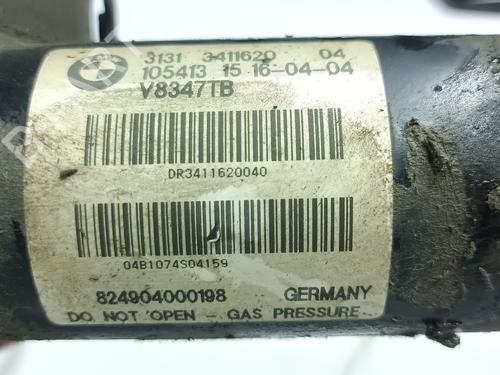 3131 3411620 04
105413 15 16-04-04
V8347TB
DR3411620040
04B1074S04159
824904000198 GERMANY
DO NOT OPEN - GAS PRESSURE